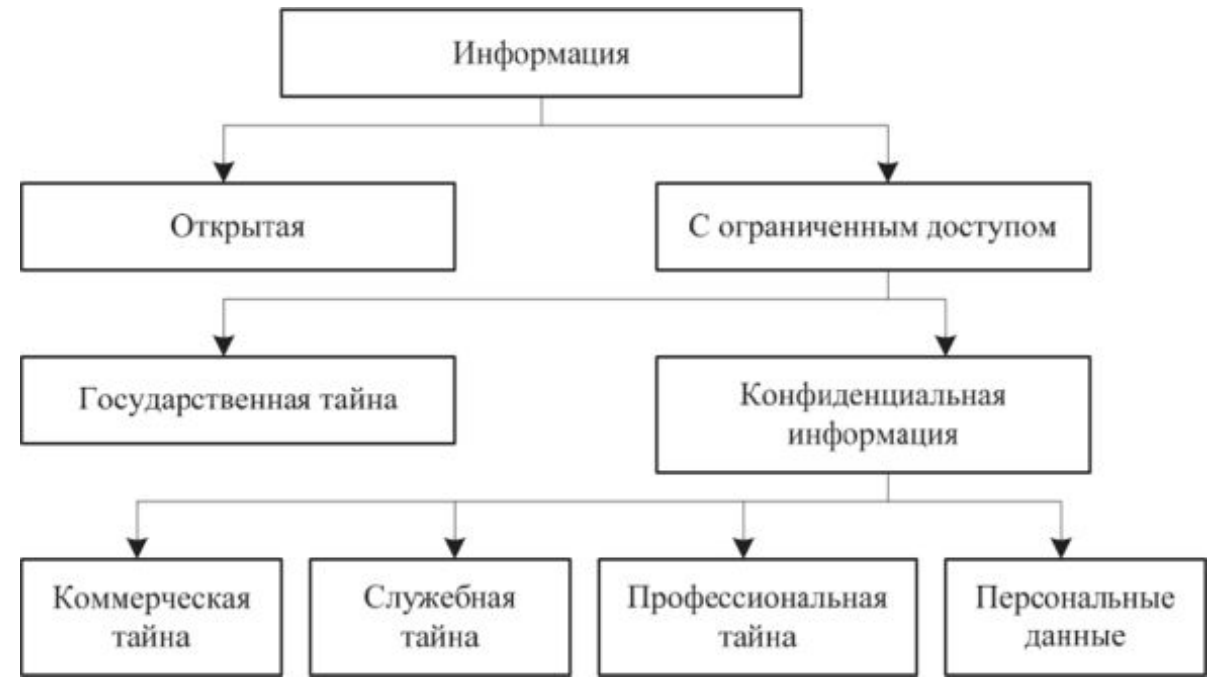 Информация
Открытая
С ограниченным доступом
Государственная тайна
Конфиденциальная
информация
Коммерческая
тайна
Служебная
тайна
Профессиональная
тайна
Персональные
данные